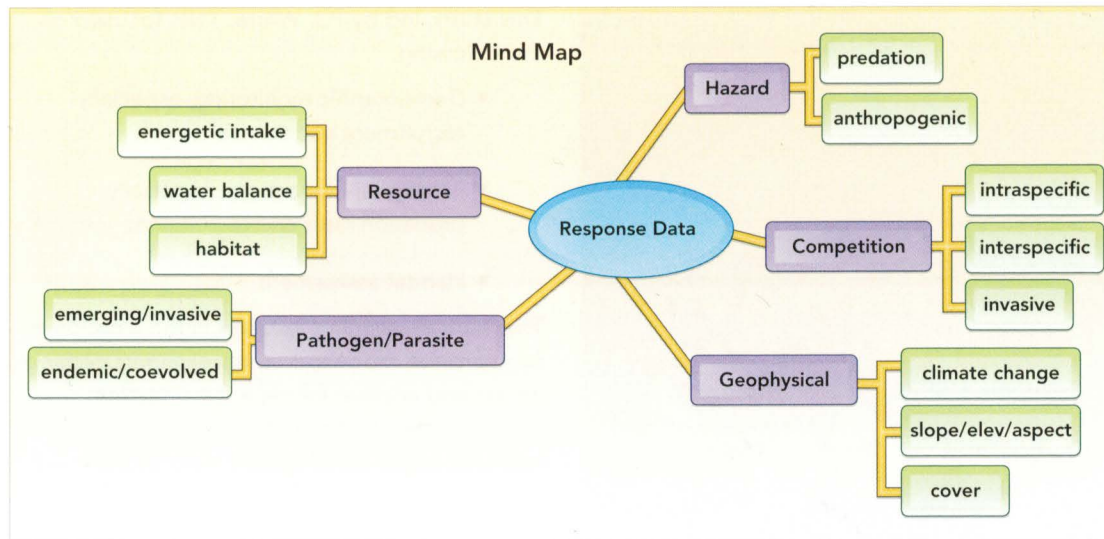 Mind Map
Hazard
predation
anthropogenic
energetic intake
water balance
habitat
Resource
Response Data
Competition
intraspecific
interspecific
invasive
emerging/invasive
endemic/coevolved
Pathogen/Parasite
Geophysical
climate change
slope/elev/aspect
cover